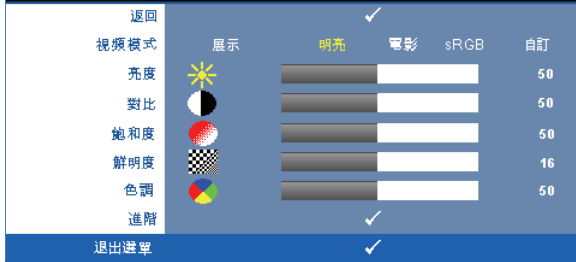 返回
視頻模式 展示 明亮 電影 sRGB 自訂
亮度 50
對比 50
飽和度 50
鮮明度 16
色調 50
進階
退出選單